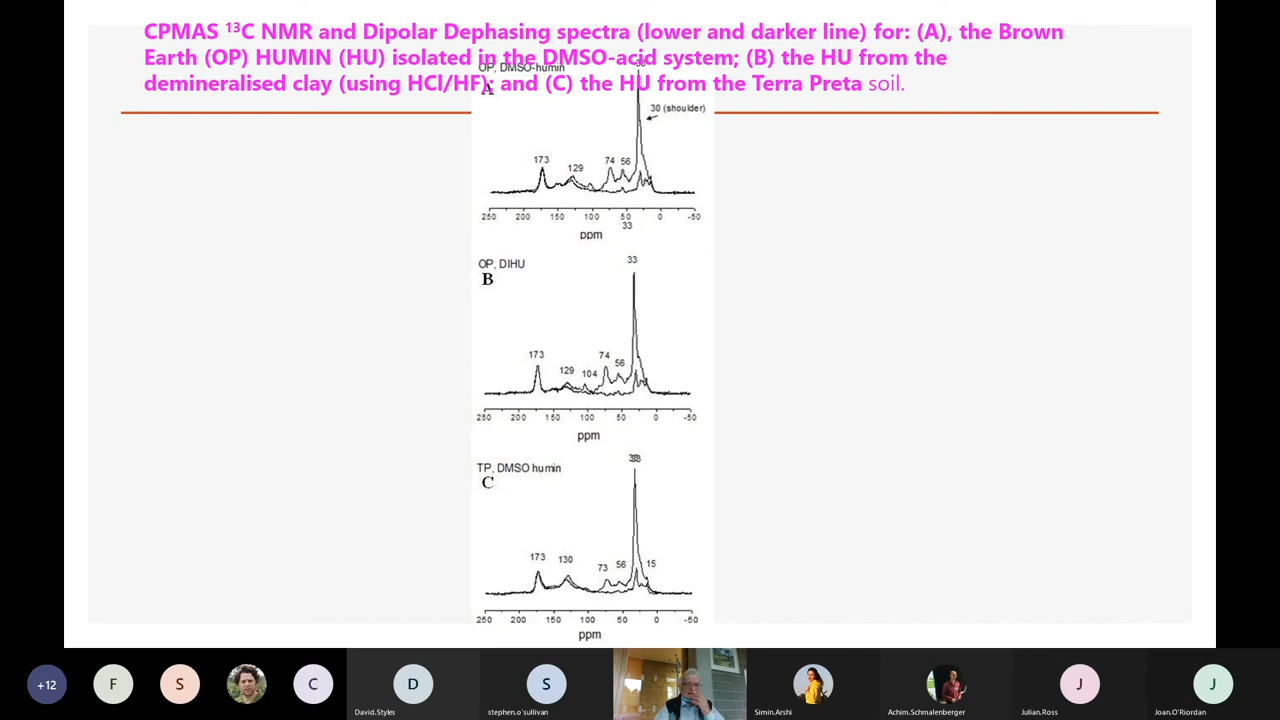 CPMAS ¹³C NMR and Dipolar Dephasing spectra (lower and darker line) for: (A), the Brown
Earth (OP) HUMIN (HU) isolated in the DMSO-acid system; (B) the HU from the
demineralised clay (using HCl/HF); and (C) the HU from the Terra Preta soil.
OP, DMSO-humin
33
A
30 (shoulder)
173 129 74 56
250 200 150 100 50 0 -50
33
ppm
OP, DIHU
33
B
173 129 104 74 56
250 200 150 100 50 0 -50
ppm
TP, DMSO humin
33
C
173 130 73 56 15
250 200 150 100 50 0 -50
ppm
+12 F S C D S J J
David.Styles stephen.o'sullivan Simin.Arshi Achim.Schmalenberger Julian.Ross Joan.O'Riordan